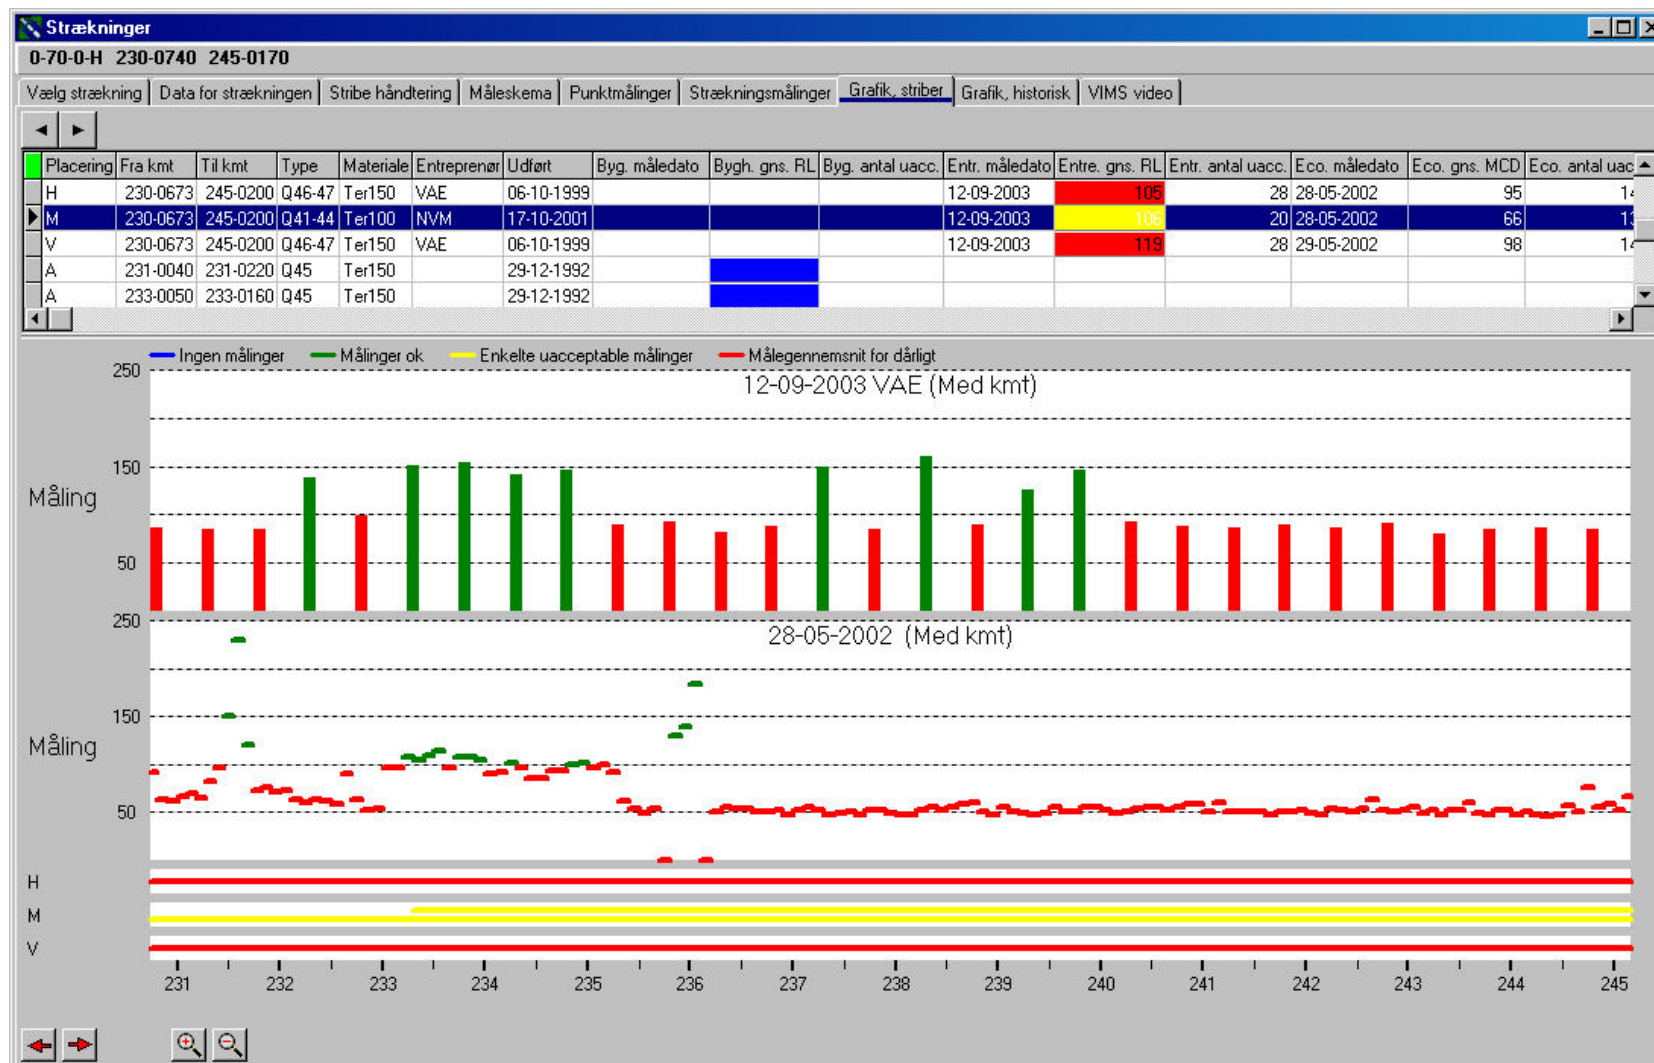 Strækninger
0-70-0-H 230-0740 245-0170
Vælg strækning Data for strækningen Stribe håndtering Måleskema Punktmålinger Strækningsmålinger Grafik, striber Grafik, historisk VIMS video
Placering Fra kmt Til kmt Type Materiale Entreprenør Udført Byg. måledato Bygh. gns. RL Byg. antal uacc. Entr. måledato Entre. gns. RL Entr. antal uacc. Eco. måledato Eco. gns. MCD Eco. antal uac
H 230-0673 245-0200 Q46-47 Ter150 VAE 06-10-1999 12-09-2003 105 28 28-05-2002 95
M 230-0673 245-0200 Q41-44 Ter100 NVM 17-10-2001 12-09-2003 106 20 28-05-2002 66
V 230-0673 245-0200 Q46-47 Ter150 VAE 06-10-1999 12-09-2003 119 28 29-05-2002 98
A 231-0040 231-0220 Q45 Ter150 29-12-1992
A 233-0050 233-0160 Q45 Ter150 29-12-1992
Ingen målinger Målinger ok Enkelte uacceptable målinger Målegennemsnit for dårligt
250
12-09-2003 VAE (Med kmt)
150
Måling
50
250
28-05-2002 (Med kmt)
150
Måling
50
H
M
V
231 232 233 234 235 236 237 238 239 240 241 242 243 244 245